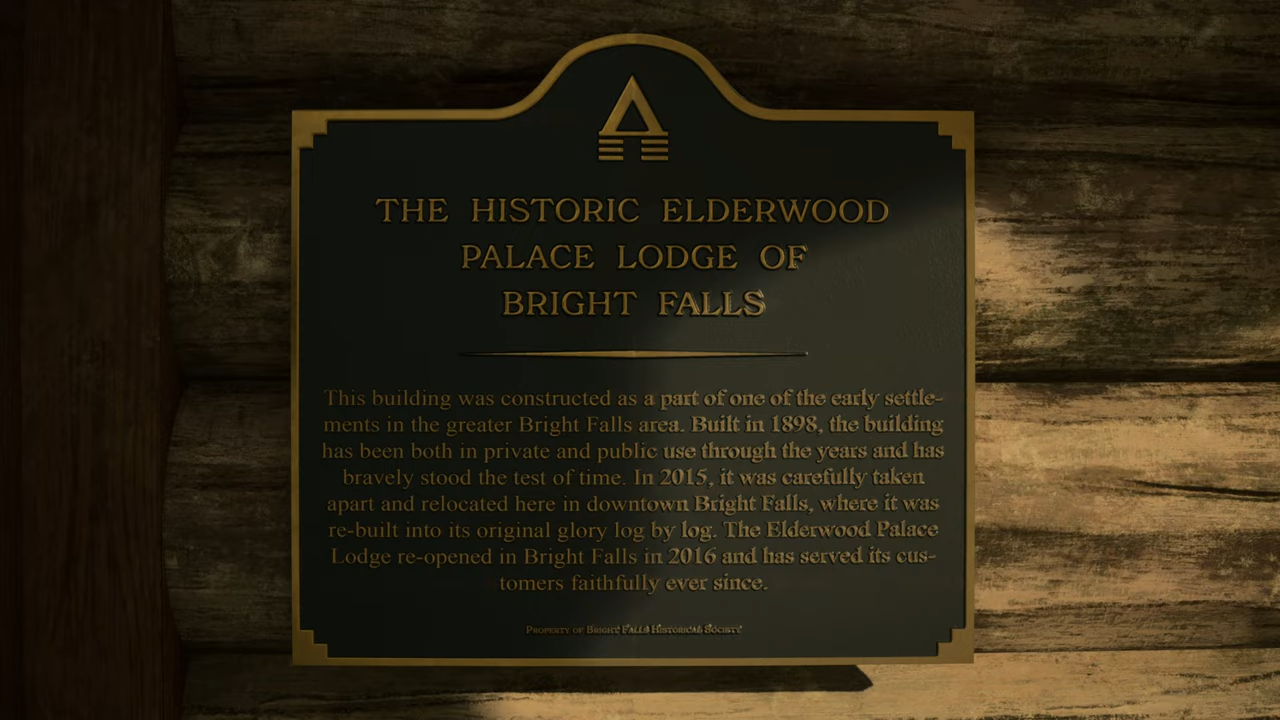 THE HISTORIC ELDERWOOD
PALACE LODGE OF
BRIGHT FALLS
This building was constructed as a part of one of the early settle-
ments in the greater Bright Falls area. Built in 1898, the building
has been both in private and public use through the years and has
bravely stood the test of time. In 2015, it was carefully taken
apart and relocated here in downtown Bright Falls, where it was
re-built into its original glory log by log. The Elderwood Palace
Lodge re-opened in Bright Falls in 2016 and has served its cus-
tomers faithfully ever since.
PROPERTY OF BRIGHT FALLS HISTORICAL SOCIETY